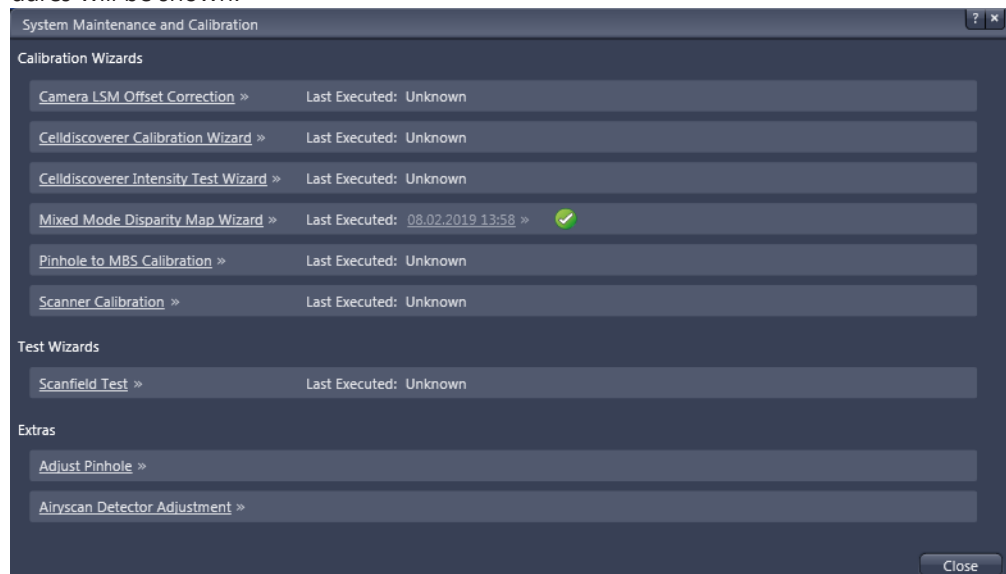 System Maintenance and Calibration ? ×
Calibration Wizards
Camera LSM Offset Correction » Last Executed: Unknown
Celldiscoverer Calibration Wizard » Last Executed: Unknown
Celldiscoverer Intensity Test Wizard » Last Executed: Unknown
Mixed Mode Disparity Map Wizard » Last Executed: 08.02.2019 13:58 »
Pinhole to MBS Calibration » Last Executed: Unknown
Scanner Calibration » Last Executed: Unknown
Test Wizards
Scanfield Test » Last Executed: Unknown
Extras
Adjust Pinhole »
Airyscan Detector Adjustment »
Close